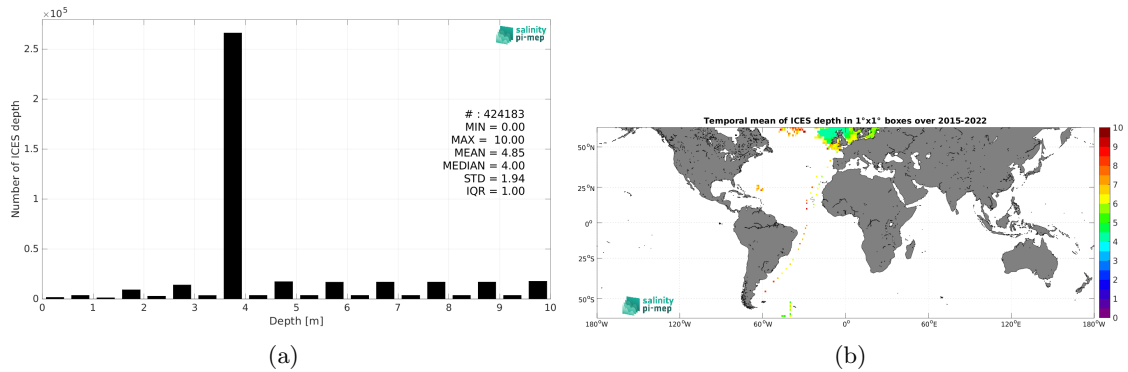 ×10⁵
2.5
2
1.5
1
0.5
0
Number of ICES depth
salinity
pi-mep
# : 424183
MIN = 0.00
MAX = 10.00
MEAN = 4.85
MEDIAN = 4.00
STD = 1.94
IQR = 1.00
0 1 2 3 4 5 6 7 8 9 10
Depth [m]
(a)
Temporal mean of ICES depth in 1°x1° boxes over 2015-2022
50°N
25°N
0°
25°S
50°S
180°W 120°W 60°W 0°W 60°E 120°E 180°W
salinity
pi-mep
10
9
8
7
6
5
4
3
2
1
0
(b)